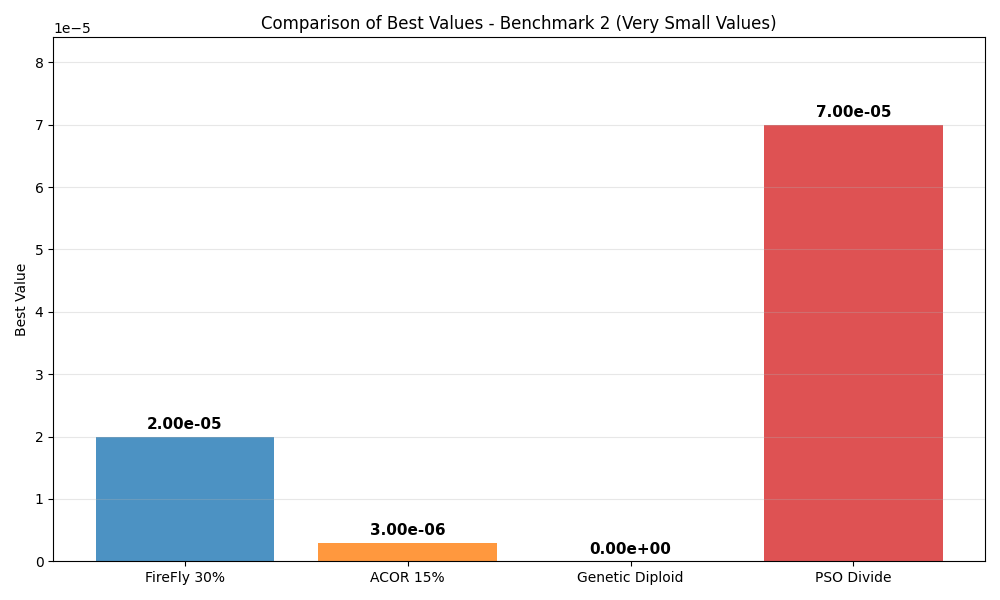 Comparison of Best Values - Benchmark 2 (Very Small Values)
1e−5
8
7
6
5
4
3
2
1
0
Best Value
2.00e-05
3.00e-06
0.00e+00
7.00e-05
FireFly 30%
ACOR 15%
Genetic Diploid
PSO Divide